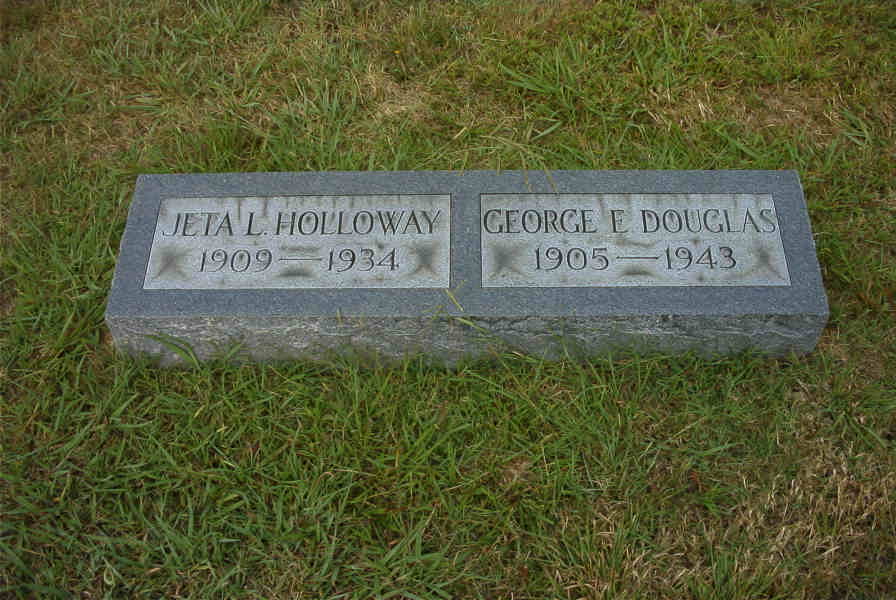 JETA L. HOLLOWAY
1909—1934
GEORGE E. DOUGLAS
1905—1943